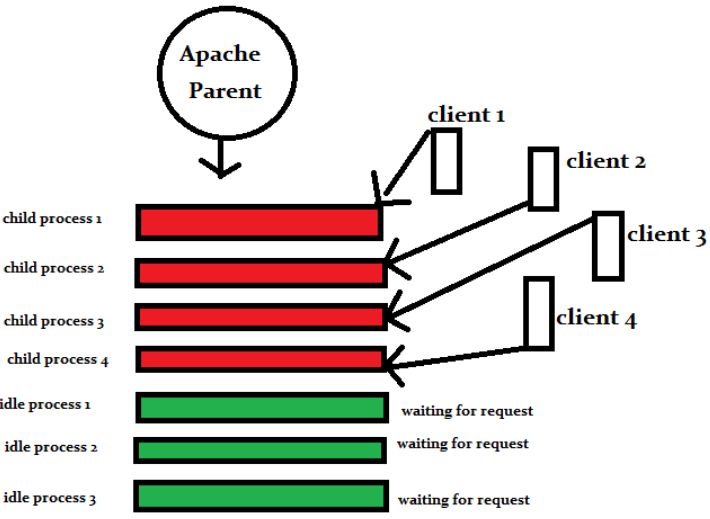 Apache
Parent
client 1
client 2
client 3
client 4
child process 1
child process 2
child process 3
child process 4
idle process 1
waiting for request
idle process 2
waiting for request
idle process 3
waiting for request